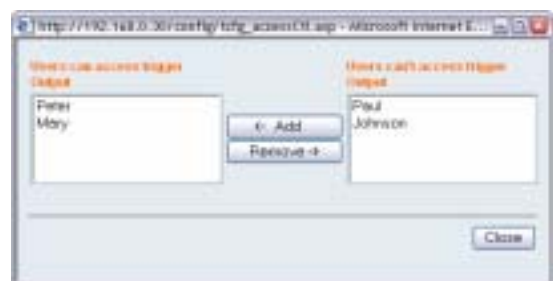 http://192.168.0.30/config/tcfg_accessCtl.asp - Microsoft Internet E...
Users can access trigger
Output
Users can't access trigger
Output
Peter
Mary
Paul
Johnson
<- Add
Remove ->
Close